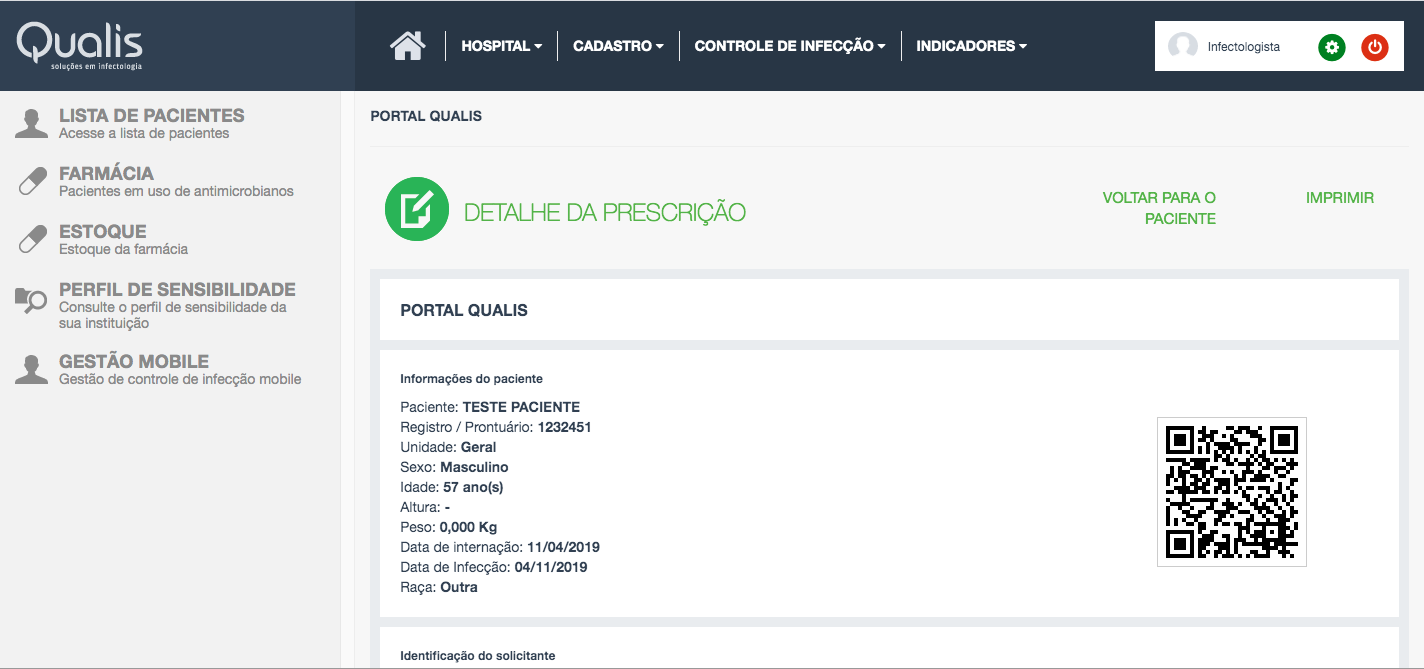 Qualis
soluções em infectologia
HOSPITAL
CADASTRO
CONTROLE DE INFECÇÃO
INDICADORES
Infectologista
LISTA DE PACIENTES
Acesse a lista de pacientes
FARMÁCIA
Pacientes em uso de antimicrobianos
ESTOQUE
Estoque da farmácia
PERFIL DE SENSIBILIDADE
Consulte o perfil de sensibilidade da
sua instituição
GESTÃO MOBILE
Gestão de controle de infecção mobile
PORTAL QUALIS
DETALHE DA PRESCRIÇÃO
VOLTAR PARA O
PACIENTE
IMPRIMIR
PORTAL QUALIS
Informações do paciente
Paciente: TESTE PACIENTE
Registro / Prontuário: 1232451
Unidade: Geral
Sexo: Masculino
Idade: 57 ano(s)
Altura: -
Peso: 0,000 Kg
Data de internação: 11/04/2019
Data de Infecção: 04/11/2019
Raça: Outra
Identificação do solicitante